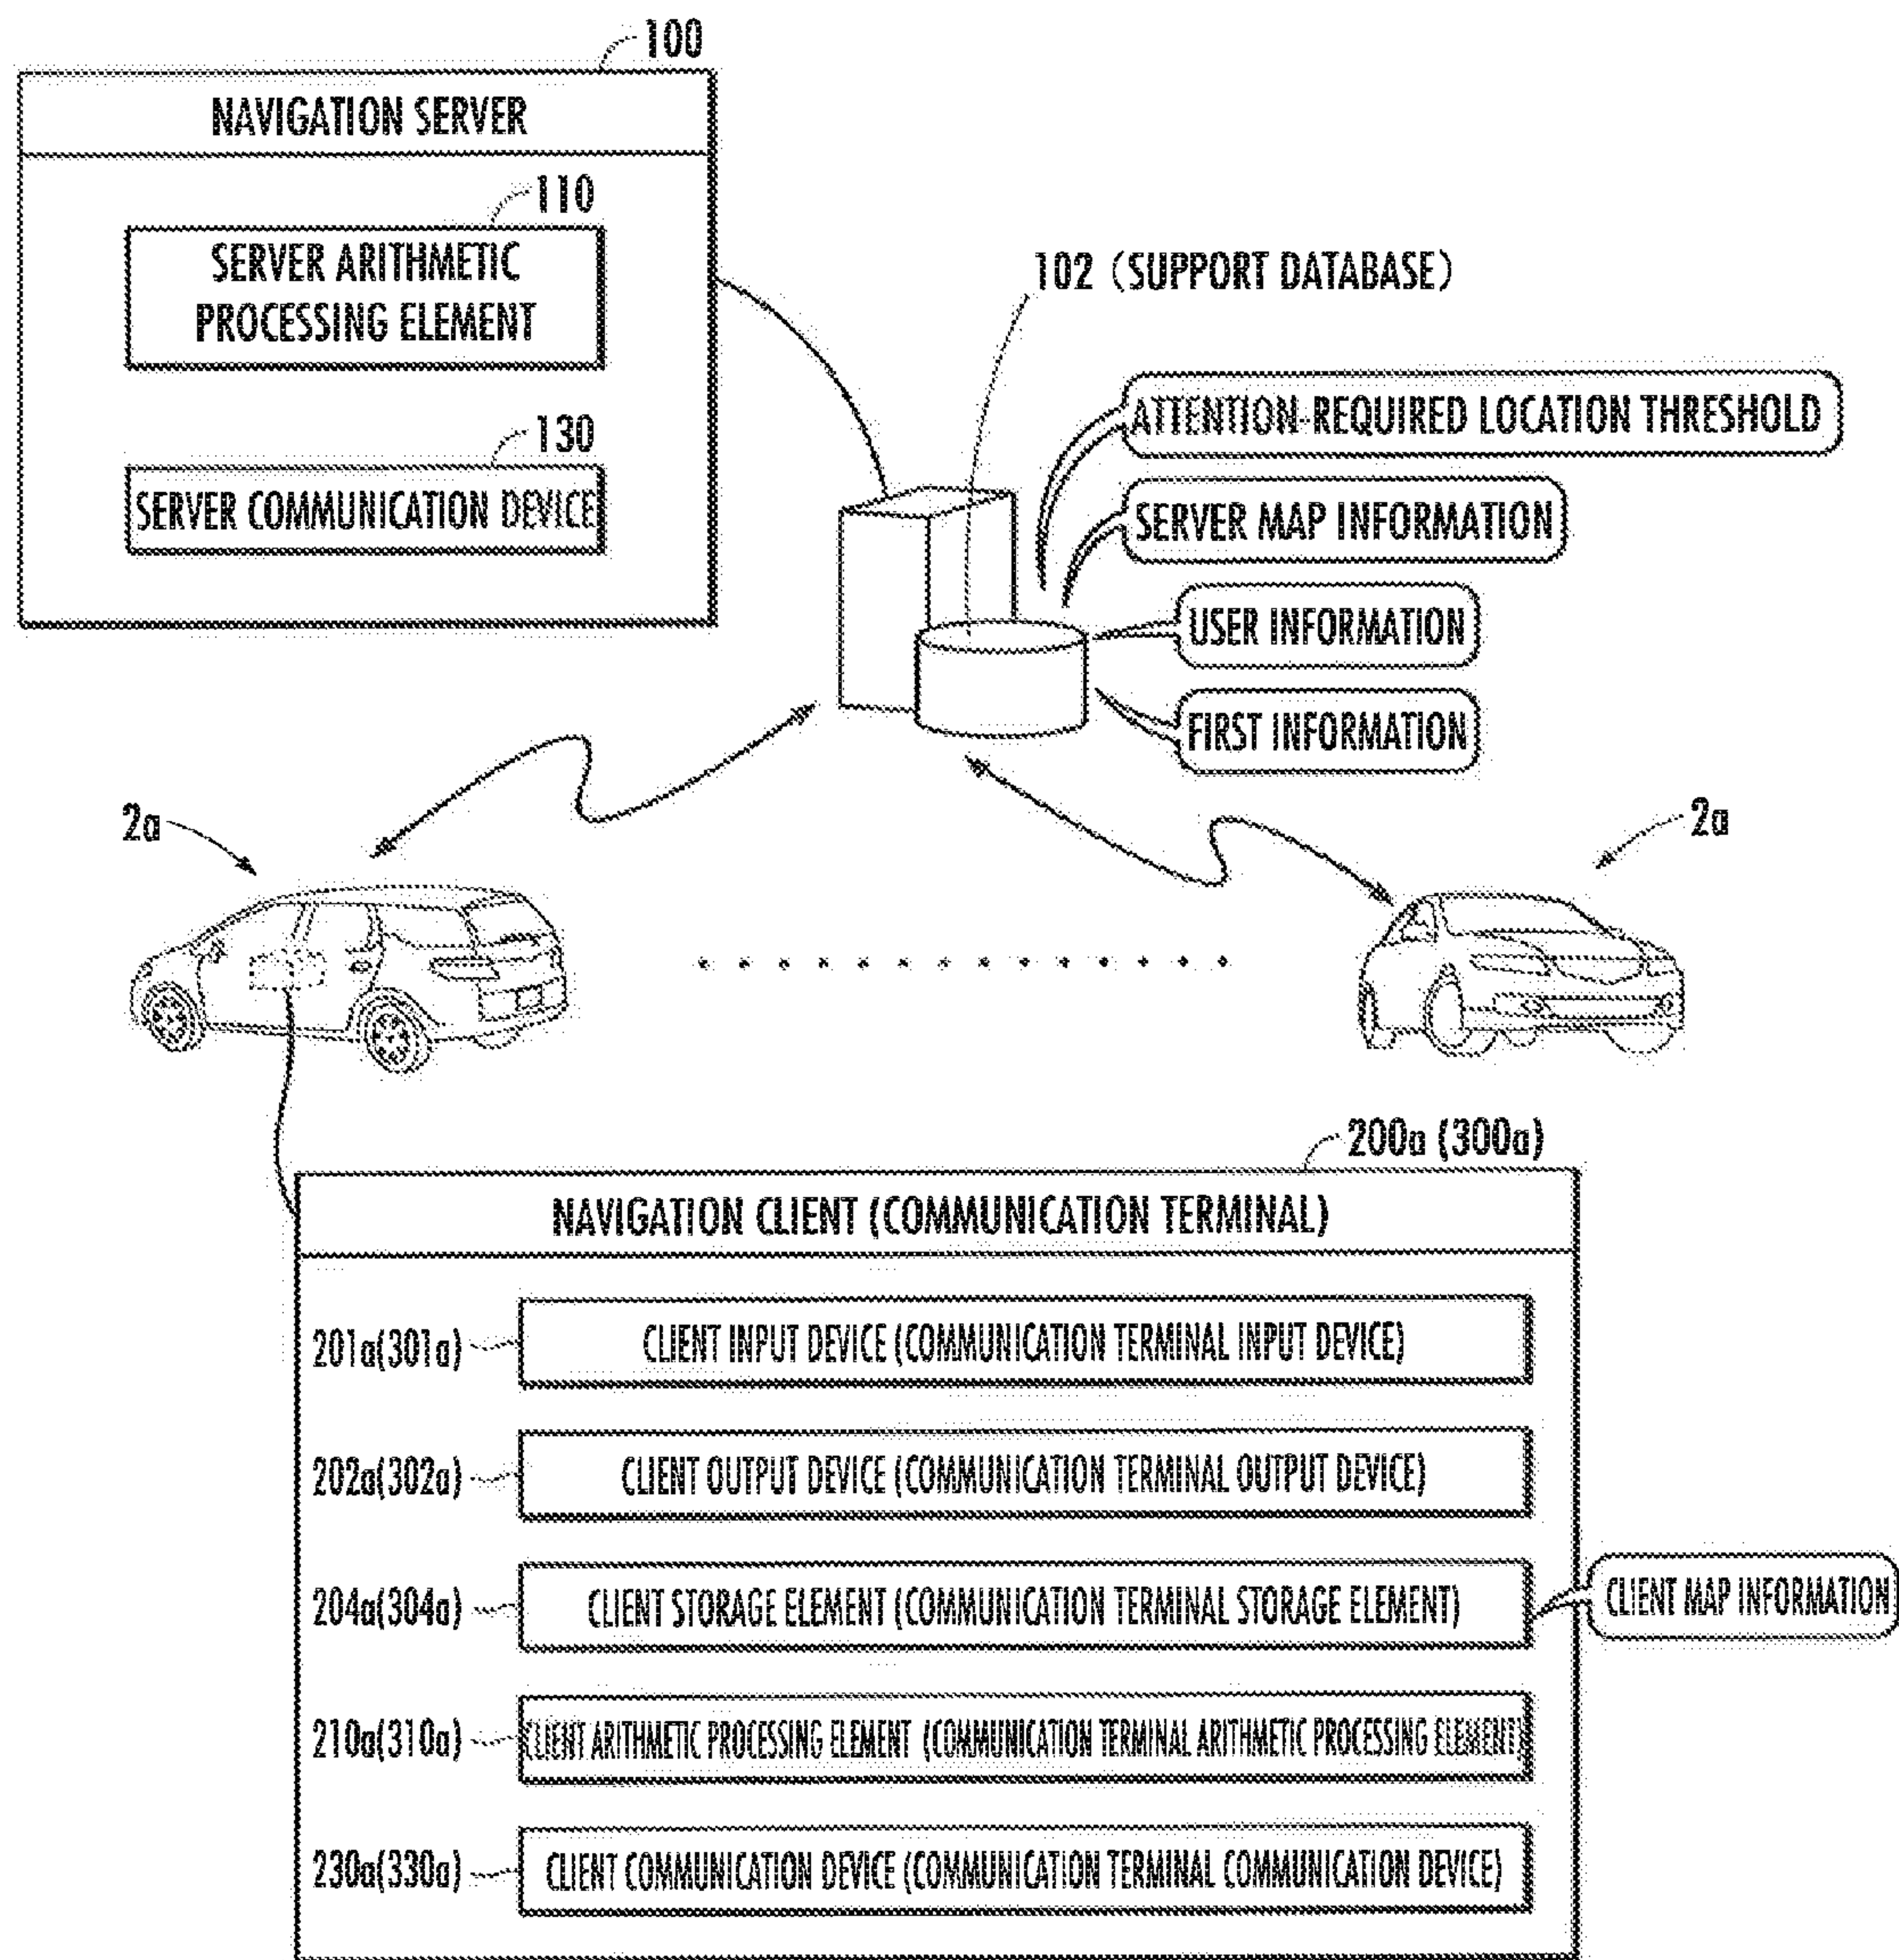 100
NAVIGATION SERVER
110
SERVER ARITHMETIC
PROCESSING ELEMENT
130
SERVER COMMUNICATION DEVICE
102 (SUPPORT DATABASE)
ATTENTION-REQUIRED LOCATION THRESHOLD
SERVER MAP INFORMATION
USER INFORMATION
FIRST INFORMATION
2a
2a
200a (300a)
NAVIGATION CLIENT (COMMUNICATION TERMINAL)
201a(301a)
CLIENT INPUT DEVICE (COMMUNICATION TERMINAL INPUT DEVICE)
202a(302a)
CLIENT OUTPUT DEVICE (COMMUNICATION TERMINAL OUTPUT DEVICE)
204a(304a)
CLIENT STORAGE ELEMENT (COMMUNICATION TERMINAL STORAGE ELEMENT)
CLIENT MAP INFORMATION
210a(310a)
CLIENT ARITHMETIC PROCESSING ELEMENT (COMMUNICATION TERMINAL ARITHMETIC PROCESSING ELEMENT)
230a(330a)
CLIENT COMMUNICATION DEVICE (COMMUNICATION TERMINAL COMMUNICATION DEVICE)